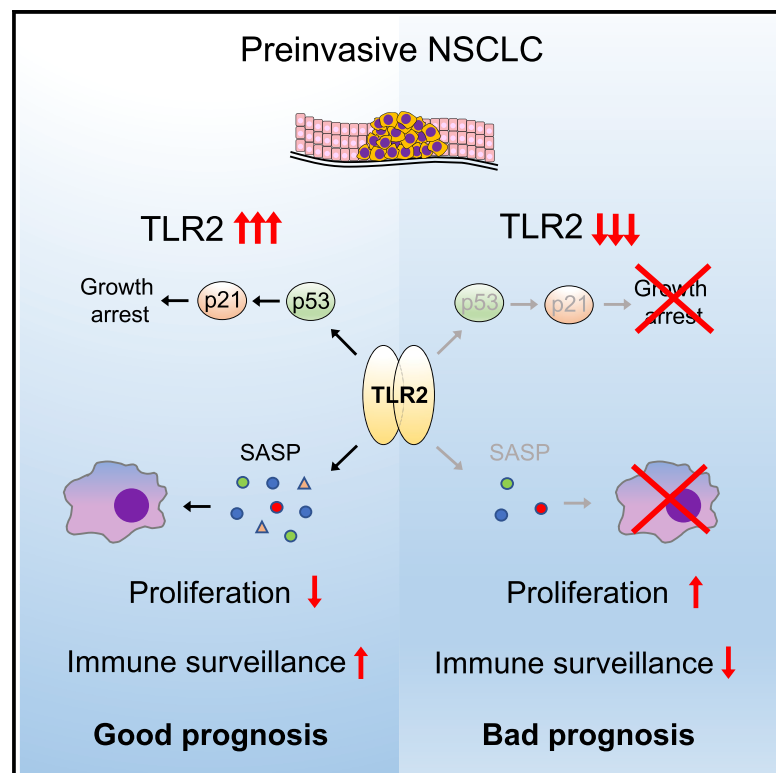 Preinvasive NSCLC
TLR2
Growth
arrest
p21
p53
TLR2
p53
p21
Growth
arrest
TLR2
SASP
SASP
Proliferation
Immune surveillance
Good prognosis
Proliferation
Immune surveillance
Bad prognosis